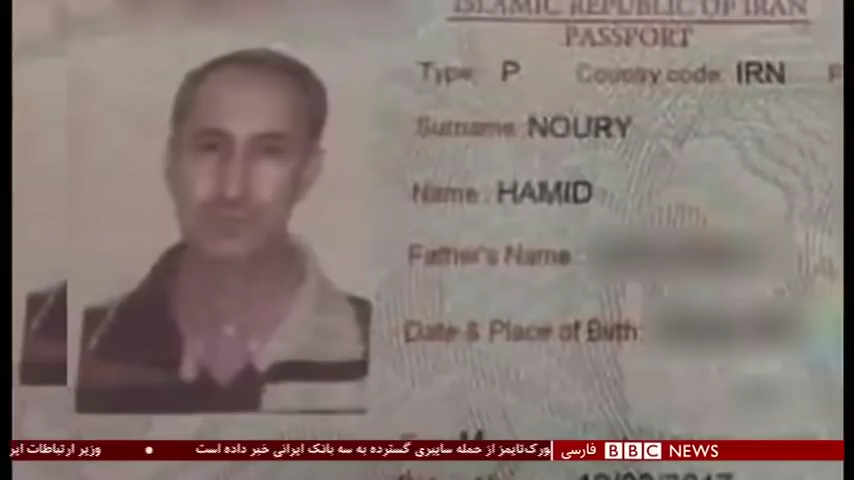 ISLAMIC REPUBLIC OF IRAN
PASSPORT
Type P Country code: IRN
Surname: NOURY
Name: HAMID
Father's Name
Date & Place of Birth:
وزیر ارتباطات ایر • یورک‌تایمز از حمله سایبری گسترده به سه بانک ایرانی خبر داده است
فارسی BBC NEWS